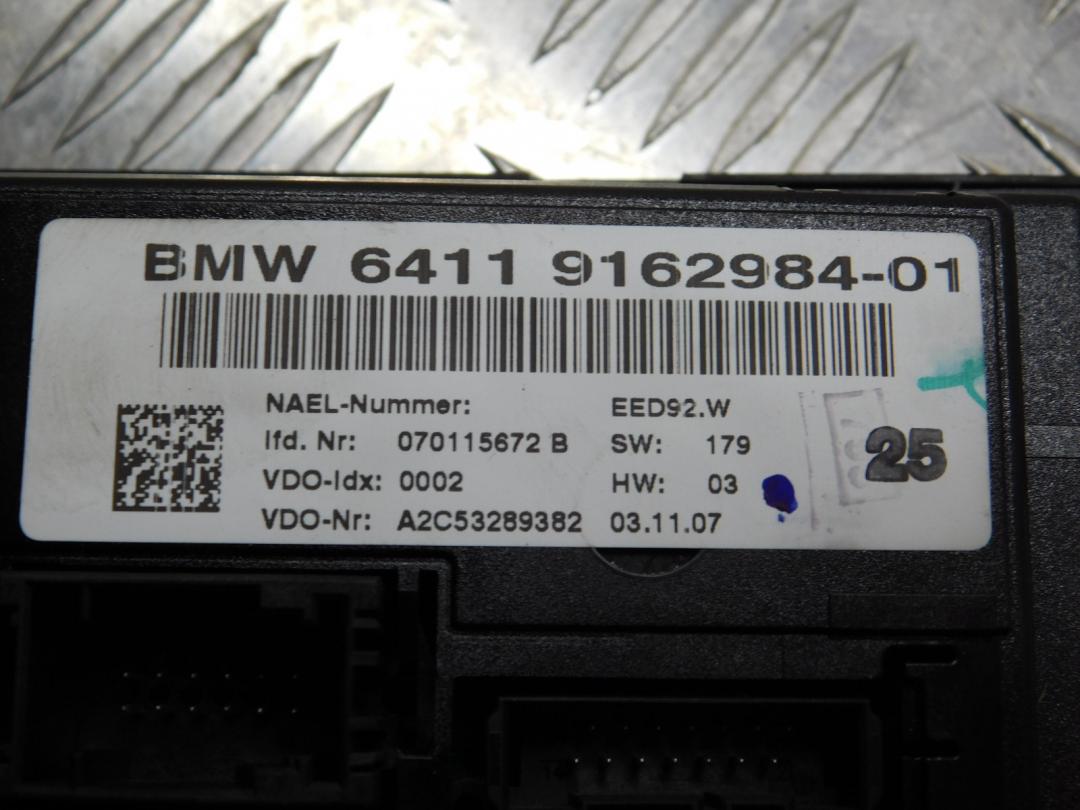 BMW 6411 9162984-01
NAEL-Nummer: EED92.W
lfd. Nr: 070115672 B SW: 179
VDO-Idx: 0002 HW: 03
VDO-Nr: A2C53289382 03.11.07
25